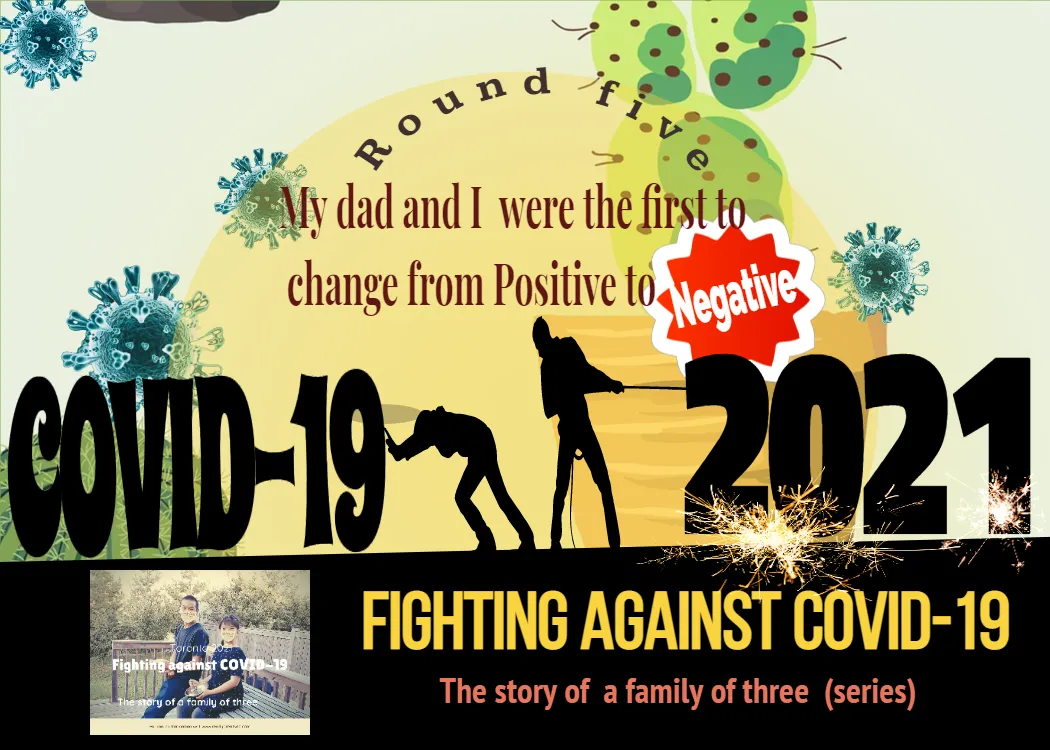 Round five
My dad and I were the first to
change from Positive to
Negative
COVID-19
2021
FIGHTING AGAINST COVID-19
The story of a family of three (series)
Toronto 2021
Fighting against COVID-19
The story of a family of three